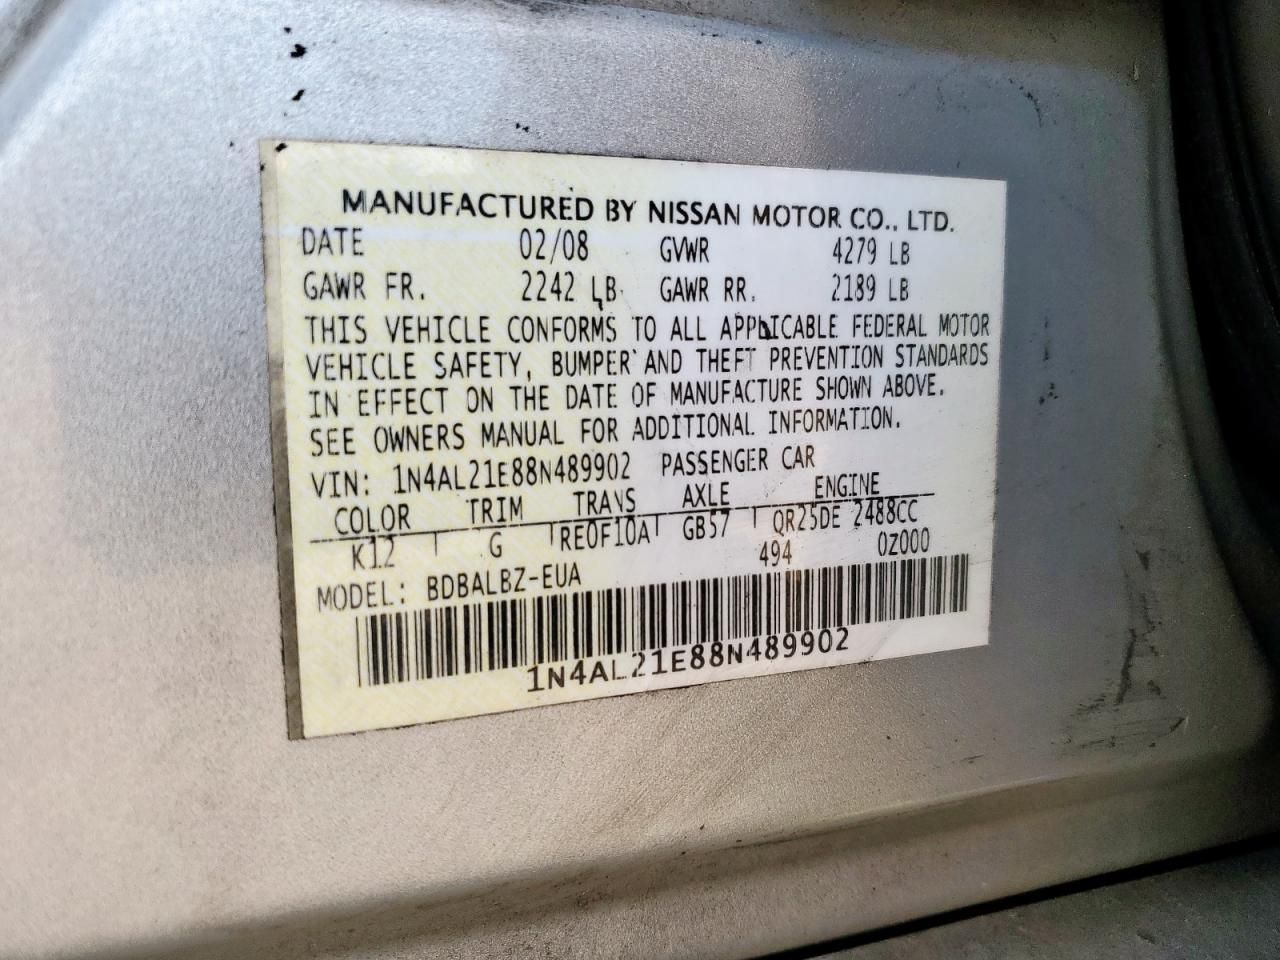 MANUFACTURED BY NISSAN MOTOR CO., LTD.
DATE 02/08 GVWR 4279 LB
GAWR FR. 2242 LB GAWR RR. 2189 LB
THIS VEHICLE CONFORMS TO ALL APPLICABLE FEDERAL MOTOR
VEHICLE SAFETY, BUMPER AND THEFT PREVENTION STANDARDS
IN EFFECT ON THE DATE OF MANUFACTURE SHOWN ABOVE.
SEE OWNERS MANUAL FOR ADDITIONAL INFORMATION.
VIN: 1N4AL21E88N489902 PASSENGER CAR
COLOR TRIM TRANS AXLE ENGINE
K12 G RE0F10A GB57 QR25DE 2488CC
494 0Z000
MODEL: BDBALBZ-EUA
1N4AL21E88N489902